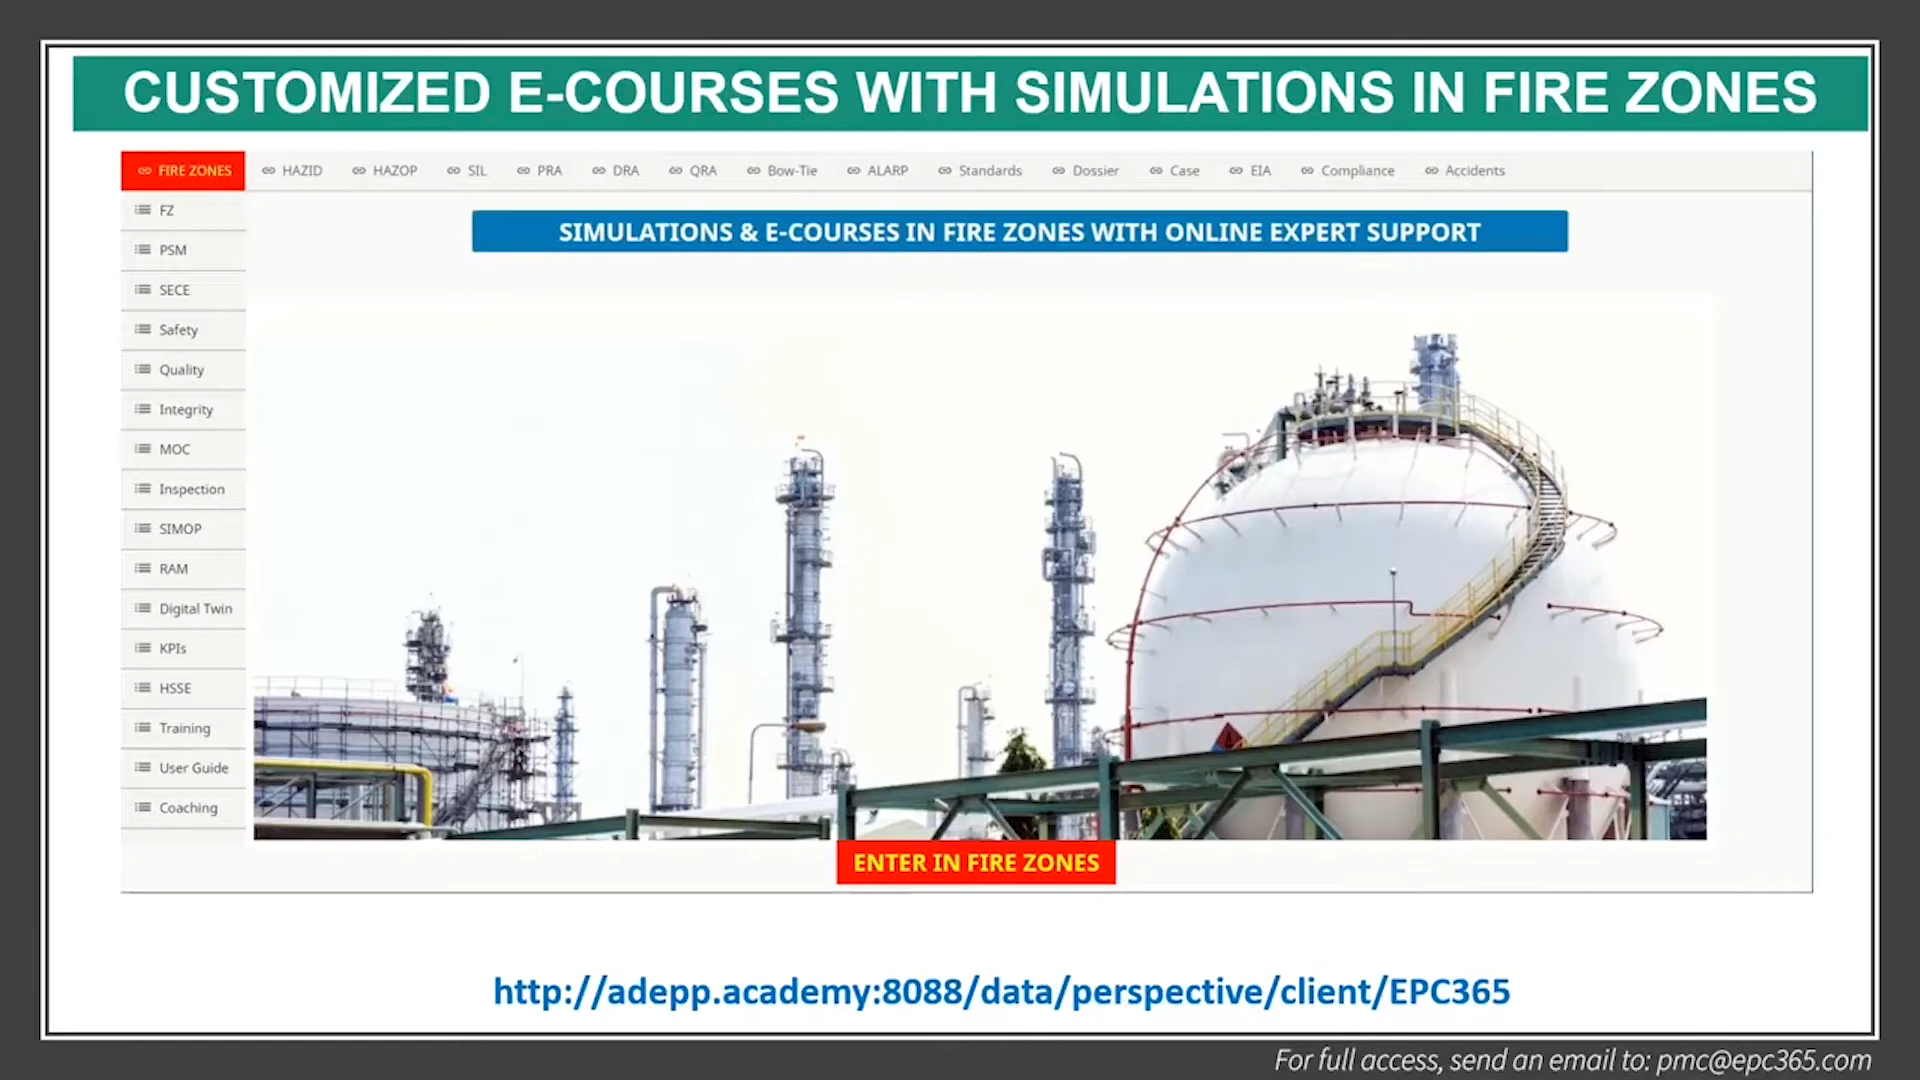 CUSTOMIZED E-COURSES WITH SIMULATIONS IN FIRE ZONES
FIRE ZONES HAZID HAZOP SIL PRA DRA QRA Bow-Tie ALARP Standards Dossier Case EIA Compliance Accidents
FZ
PSM
SECE
Safety
Quality
Integrity
MOC
Inspection
SIMOP
RAM
Digital Twin
KPIs
HSSE
Training
User Guide
Coaching
SIMULATIONS & E-COURSES IN FIRE ZONES WITH ONLINE EXPERT SUPPORT
ENTER IN FIRE ZONES
http://adepp.academy:8088/data/perspective/client/EPC365
For full access, send an email to: pmc@epc365.com